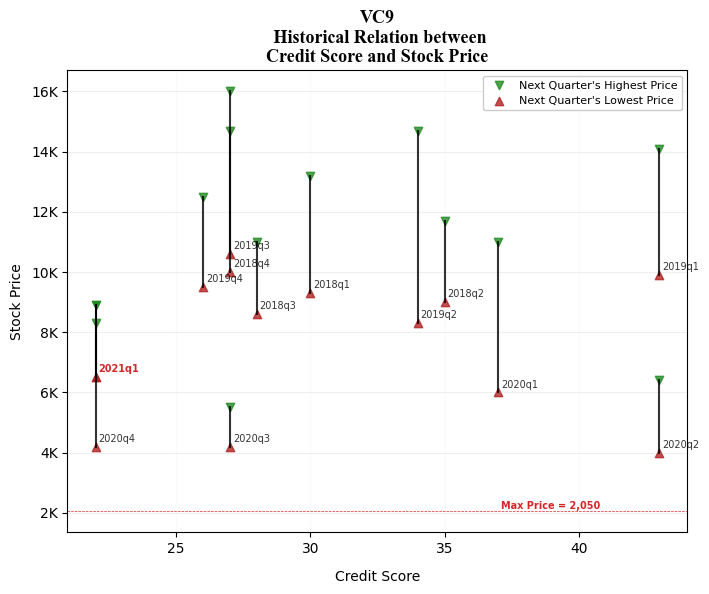 VC9
Historical Relation between
Credit Score and Stock Price
Next Quarter's Highest Price
Next Quarter's Lowest Price
16K
14K
12K
10K
8K
6K
4K
2K
Stock Price
2019q3
2018q4
2019q4
2018q3
2018q1
2019q2
2018q2
2019q1
2021q1
2020q4
2020q3
2020q1
2020q2
Max Price = 2,050
25
30
35
40
Credit Score